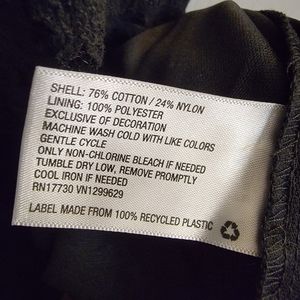 SHELL: 76% COTTON / 24% NYLON
LINING: 100% POLYESTER
EXCLUSIVE OF DECORATION
MACHINE WASH COLD WITH LIKE COLORS
GENTLE CYCLE
ONLY NON-CHLORINE BLEACH IF NEEDED
TUMBLE DRY LOW, REMOVE PROMPTLY
COOL IRON IF NEEDED
RN17730 VN1299629
LABEL MADE FROM 100% RECYCLED PLASTIC